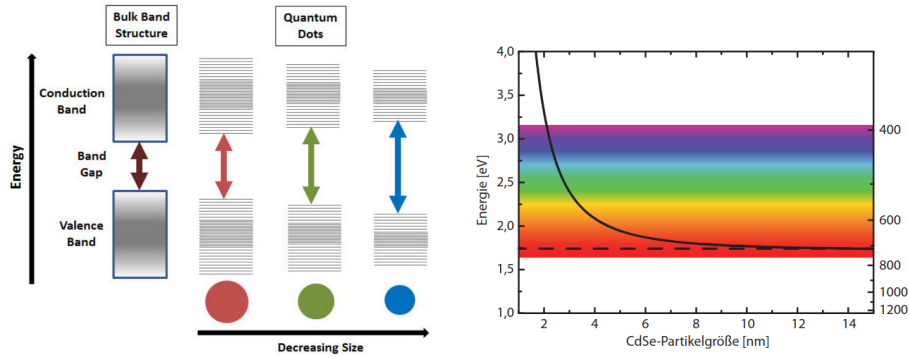 Bulk Band
Structure
Quantum
Dots
Energy
Conduction
Band
Band
Gap
Valence
Band
Decreasing Size
Energie [eV]
4,0
3,5
3,0
2,5
2,0
1,5
1,0
400
600
800
1000
1200
2 4 6 8 10 12 14
CdSe-Partikelgröße [nm]